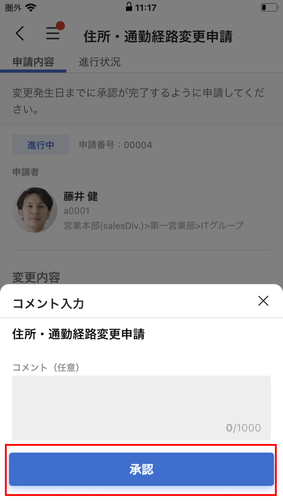 圏外 11:17
住所・通勤経路変更申請
申請内容 進行状況
変更発生日までに承認が完了するように申請してくだ
さい。
進行中 申請番号：00004
申請者
藤井 健
a0001
営業本部(salesDiv.)>第一営業部>ITグループ
変更内容
コメント入力
住所・通勤経路変更申請
コメント（任意）
0/1000
承認